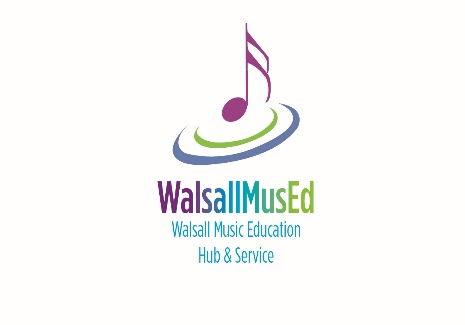 WalsallMusEd
Walsall Music Education
Hub & Service